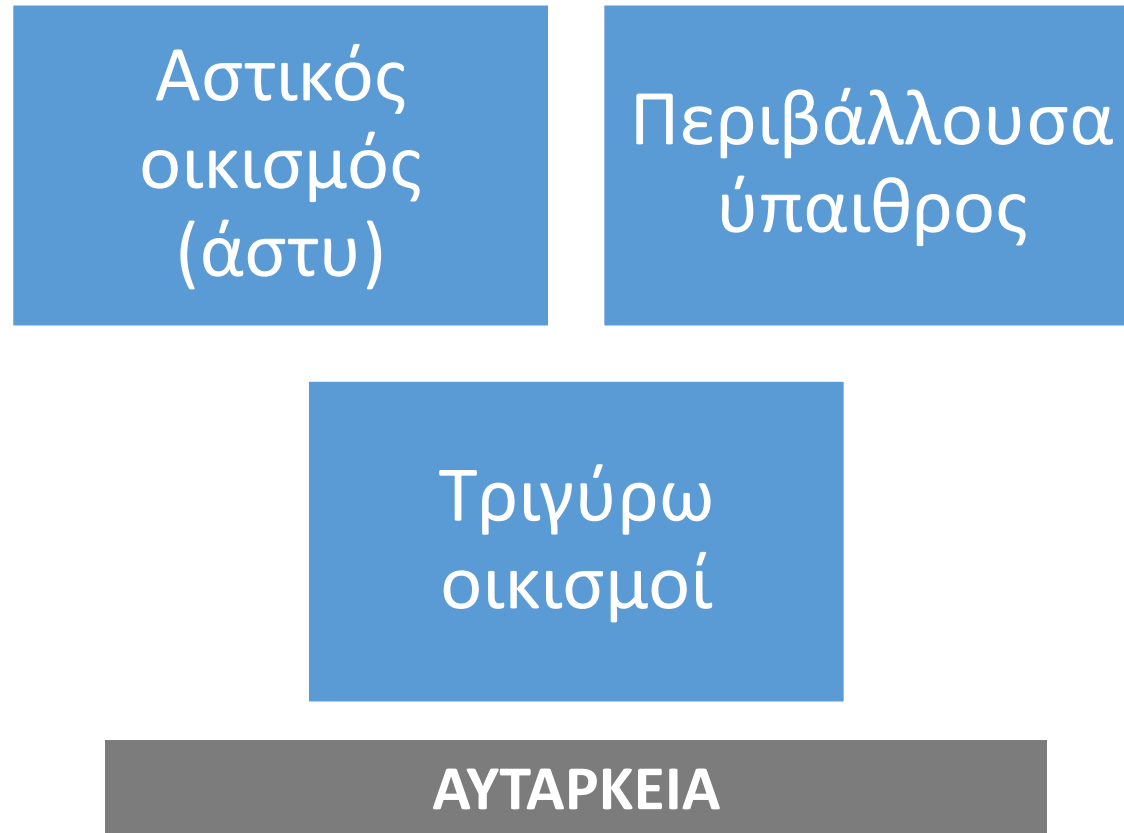 Αστικός
οικισμός
(άστυ)
Περιβάλλουσα
ύπαιθρος
Τριγύρω
οικισμοί
ΑΥΤΑΡΚΕΙΑ